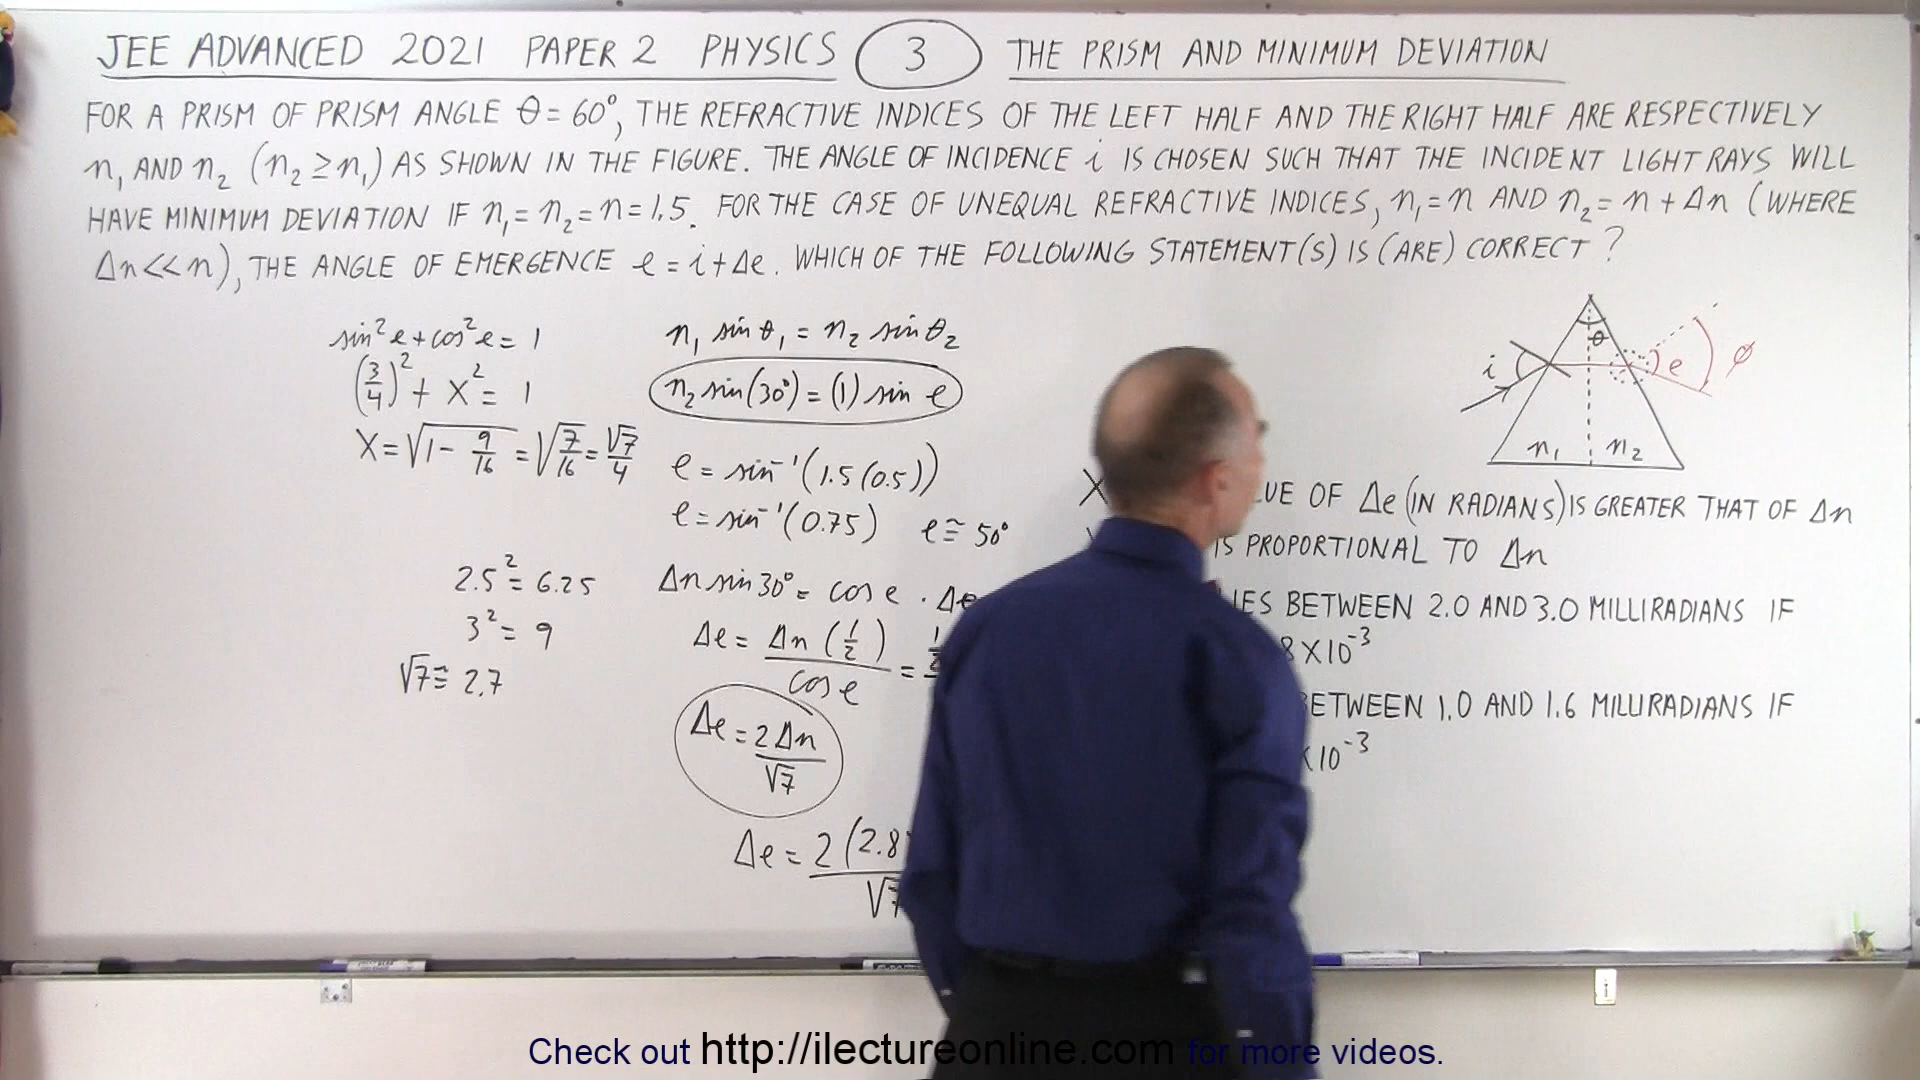 JEE ADVANCED 2021 PAPER 2 PHYSICS 3 THE PRISM AND MINIMUM DEVIATION
FOR A PRISM OF PRISM ANGLE θ = 60°, THE REFRACTIVE INDICES OF THE LEFT HALF AND THE RIGHT HALF ARE RESPECTIVELY
n₁ AND n₂ (n₂ ≥ n₁) AS SHOWN IN THE FIGURE. THE ANGLE OF INCIDENCE i IS CHOSEN SUCH THAT THE INCIDENT LIGHT RAYS WILL
HAVE MINIMUM DEVIATION IF n₁ = n₂ = n = 1.5. FOR THE CASE OF UNEQUAL REFRACTIVE INDICES, n₁ = n AND n₂ = n + Δn (WHERE
Δn << n), THE ANGLE OF EMERGENCE e = i + Δe. WHICH OF THE FOLLOWING STATEMENT(S) IS (ARE) CORRECT?
sin² e + cos² e = 1
(3/4)² + X² = 1
X = √(1 - 9/16) = √(7/16) = √7/4
2.5² = 6.25
3² = 9
√7 ≅ 2.7
n₁ sin θ₁ = n₂ sin θ₂
n₂ sin(30°) = (1) sin e
e = sin⁻¹(1.5(0.5))
e = sin⁻¹(0.75) e ≅ 50°
Δn sin 30° = cos e · Δe
Δe = Δn (1/2) / cos e =
Δe = 2Δn/√7
Δe = 2(2.8
√7
θ
i
e
φ
n₁ n₂
X UE OF Δe (IN RADIANS) IS GREATER THAT OF Δn
IS PROPORTIONAL TO Δn
IES BETWEEN 2.0 AND 3.0 MILLIRADIANS IF
8 X 10⁻³
BETWEEN 1.0 AND 1.6 MILLIRADIANS IF
X 10⁻³
Check out http://ilectureonline.com for more videos.